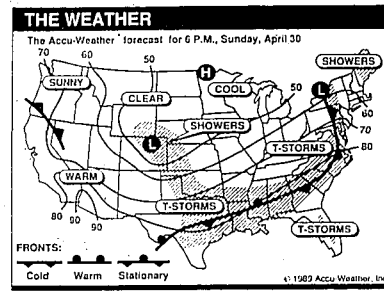 THE WEATHER
The Accu-Weather forecast for 6 P.M., Sunday, April 30
70 60 50
SHOWERS
SUNNY
H
COOL
CLEAR
L
50
SHOWERS
60
70
L
T-STORMS
80
WARM
T-STORMS
80 90 90
T-STORMS
FRONTS:
Cold Warm Stationary
© 1989 Accu-Weather, Inc